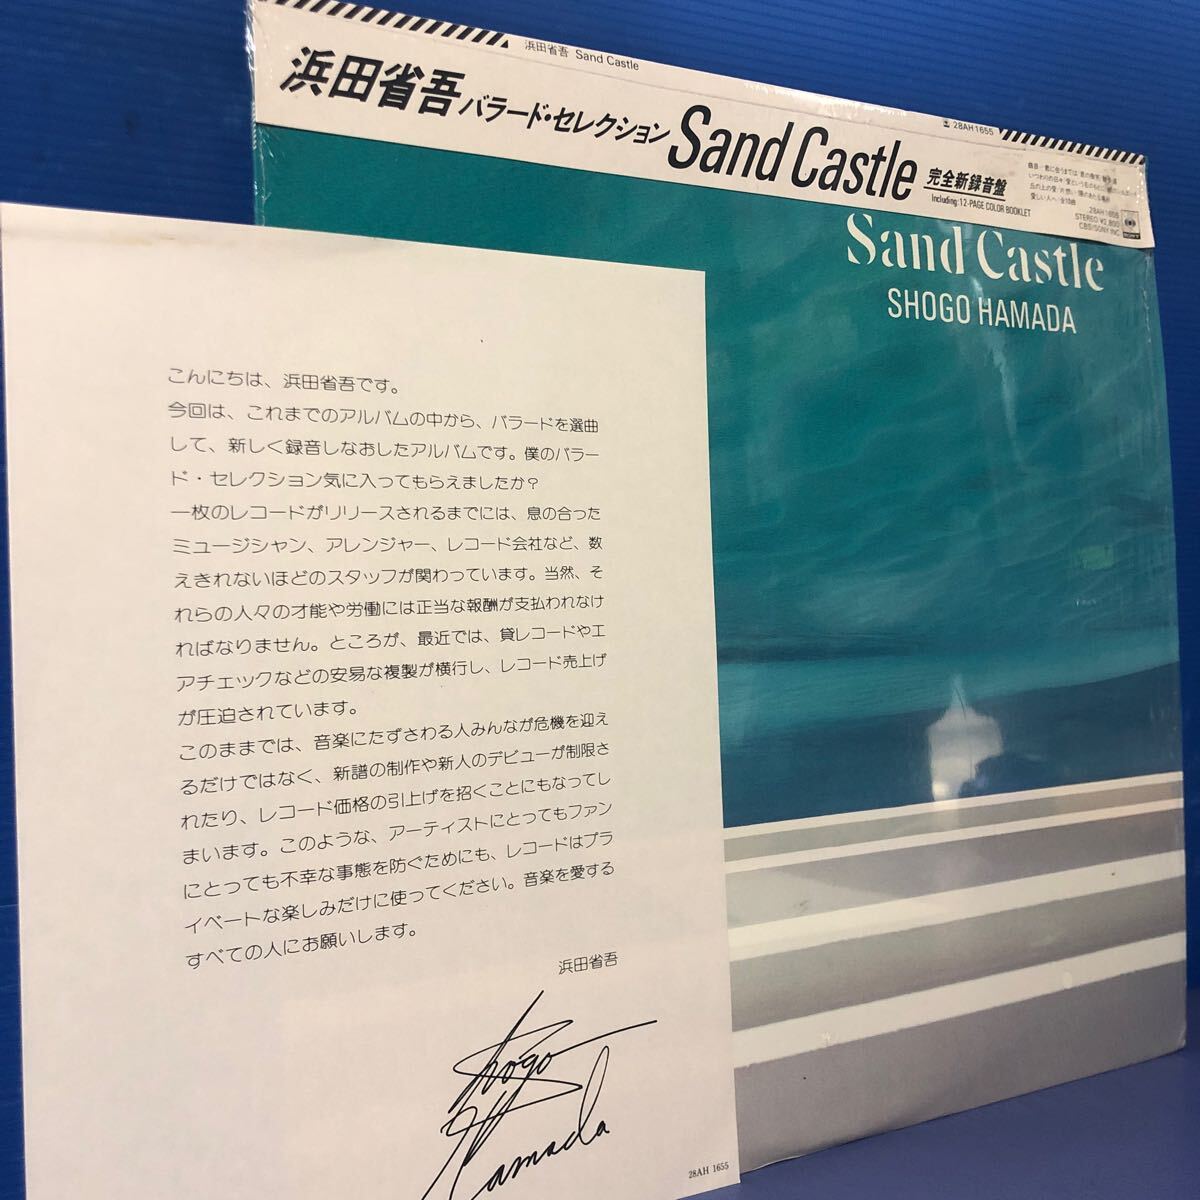 浜田省吾 Sand Castle
28AH1655
浜田省吾バラード・セレクション Sand Castle 完全新録音盤
Including: 12-PAGE COLOR BOOKLET
28AH1655
STEREO ¥2,800
CBS/SONY INC.
Sand Castle
SHOGO HAMADA
こんにちは、浜田省吾です。
今回は、これまでのアルバムの中から、バラードを選曲
して、新しく録音しなおしたアルバムです。僕のバラー
ド・セレクション気に入ってもらえましたか?
一枚のレコードがリリースされるまでには、息の合った
ミュージシャン、アレンジャー、レコード会社など、数
えきれないほどのスタッフが関わっています。当然、そ
れらの人々の才能や労働には正当な報酬が支払われなけ
ればなりません。ところが、最近では、貸レコードやエ
アチェックなどの安易な複製が横行し、レコード売上げ
が圧迫されています。
このままでは、音楽にたずさわる人みんなが危機を迎え
るだけではなく、新譜の制作や新人のデビューが制限さ
れたり、レコード価格の引上げを招くことにもなってし
まいます。このような、アーティストにとってもファン
にとっても不幸な事態を防ぐためにも、レコードはプラ
イベートな楽しみだけに使ってください。音楽を愛する
すべての人にお願いします。
浜田省吾
Shogo
Hamada
28AH 1655